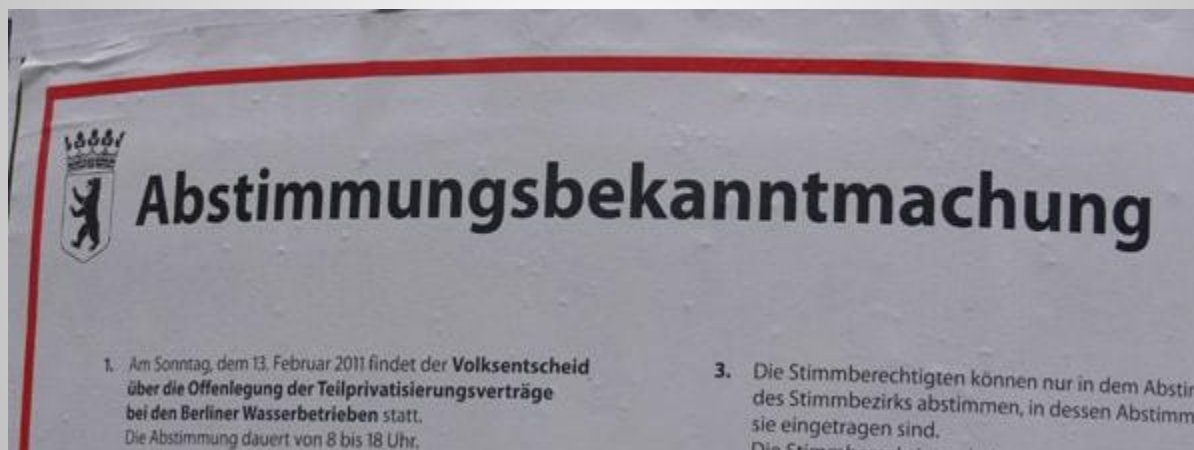 Abstimmungsbekanntmachung
1. Am Sonntag, dem 13. Februar 2011 findet der Volksentscheid
über die Offenlegung der Teilprivatisierungsverträge
bei den Berliner Wasserbetrieben statt.
Die Abstimmung dauert von 8 bis 18 Uhr.
3. Die Stimmberechtigten können nur in dem Abstim
des Stimmbezirks abstimmen, in dessen Abstimm
sie eingetragen sind.